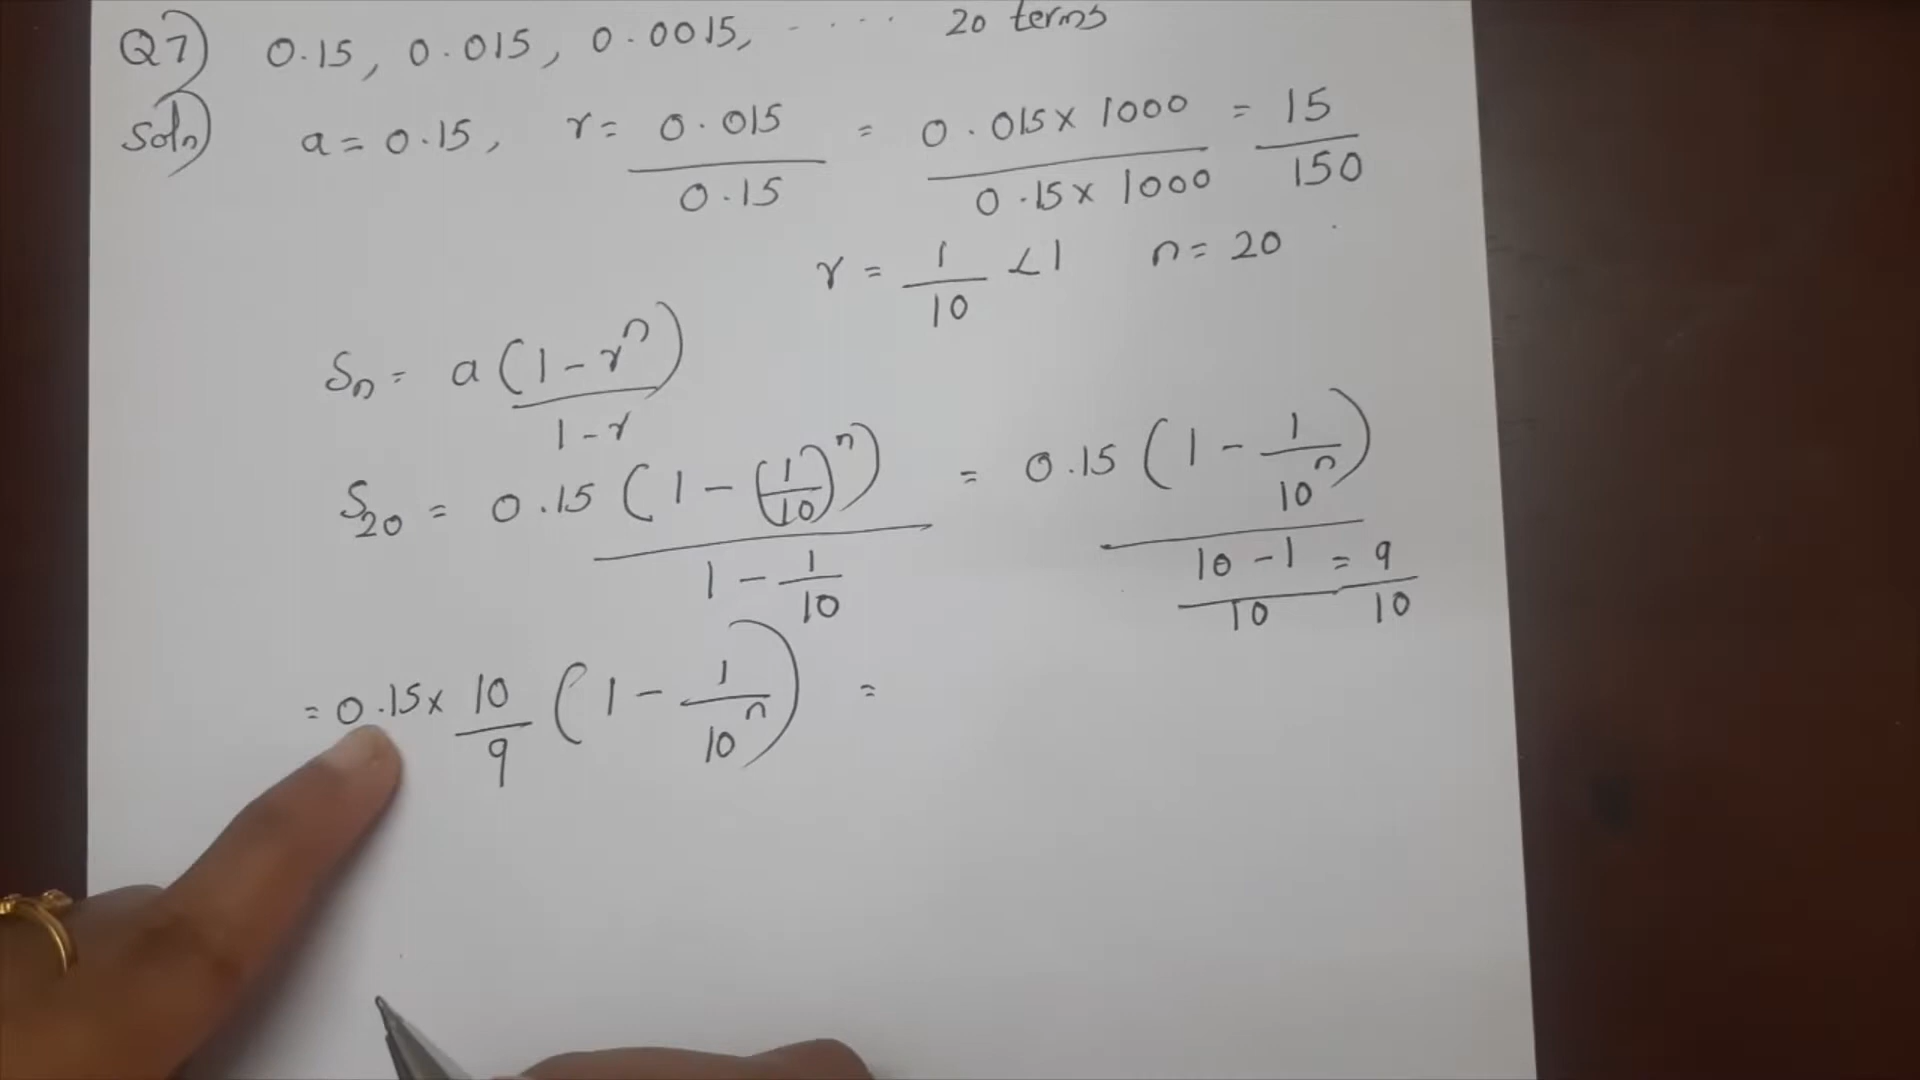 Q7) 0.15, 0.015, 0.0015, ..... 20 terms
Soln) a = 0.15, r = 0.015/0.15 = 0.015 x 1000/0.15 x 1000 = 15/150
r = 1/10 < 1 n = 20
Sn = a(1 - r^n)/1 - r
S20 = 0.15 (1 - (1/10)^n)/1 - 1/10 = 0.15 (1 - 1/10^n)/10 - 1/10 = 9/10
= 0.15 x 10/9 (1 - 1/10^n) =